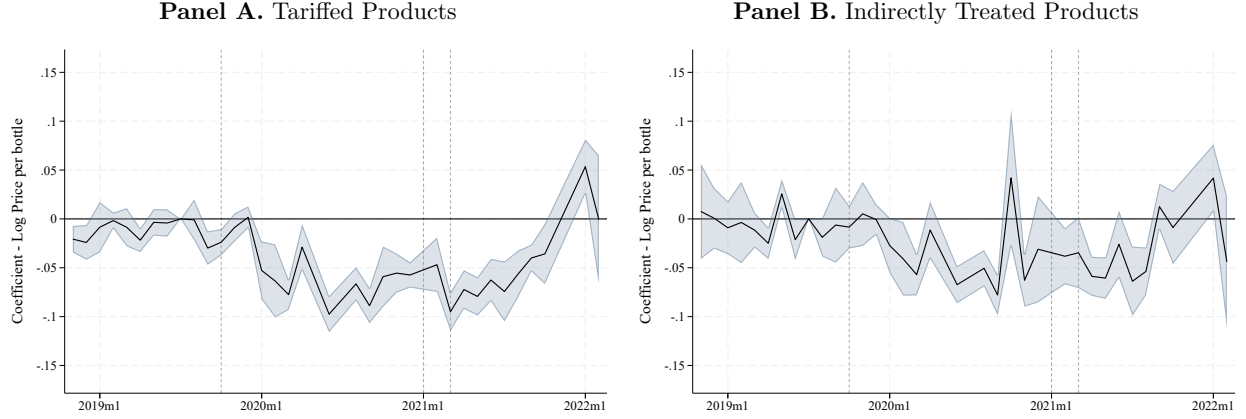 Panel A. Tariffed Products
Coefficient - Log Price per bottle
.15
.1
.05
0
-.05
-.1
-.15
2019m1 2020m1 2021m1 2022m1
Panel B. Indirectly Treated Products
Coefficient - Log Price per bottle
.15
.1
.05
0
-.05
-.1
-.15
2019m1 2020m1 2021m1 2022m1